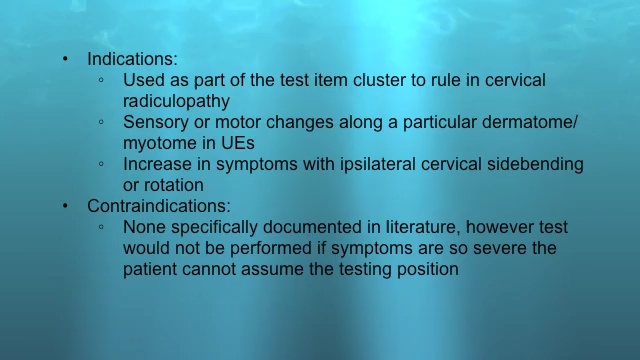 • Indications:
◦ Used as part of the test item cluster to rule in cervical
radiculopathy
◦ Sensory or motor changes along a particular dermatome/
myotome in UEs
◦ Increase in symptoms with ipsilateral cervical sidebending
or rotation
• Contraindications:
◦ None specifically documented in literature, however test
would not be performed if symptoms are so severe the
patient cannot assume the testing position